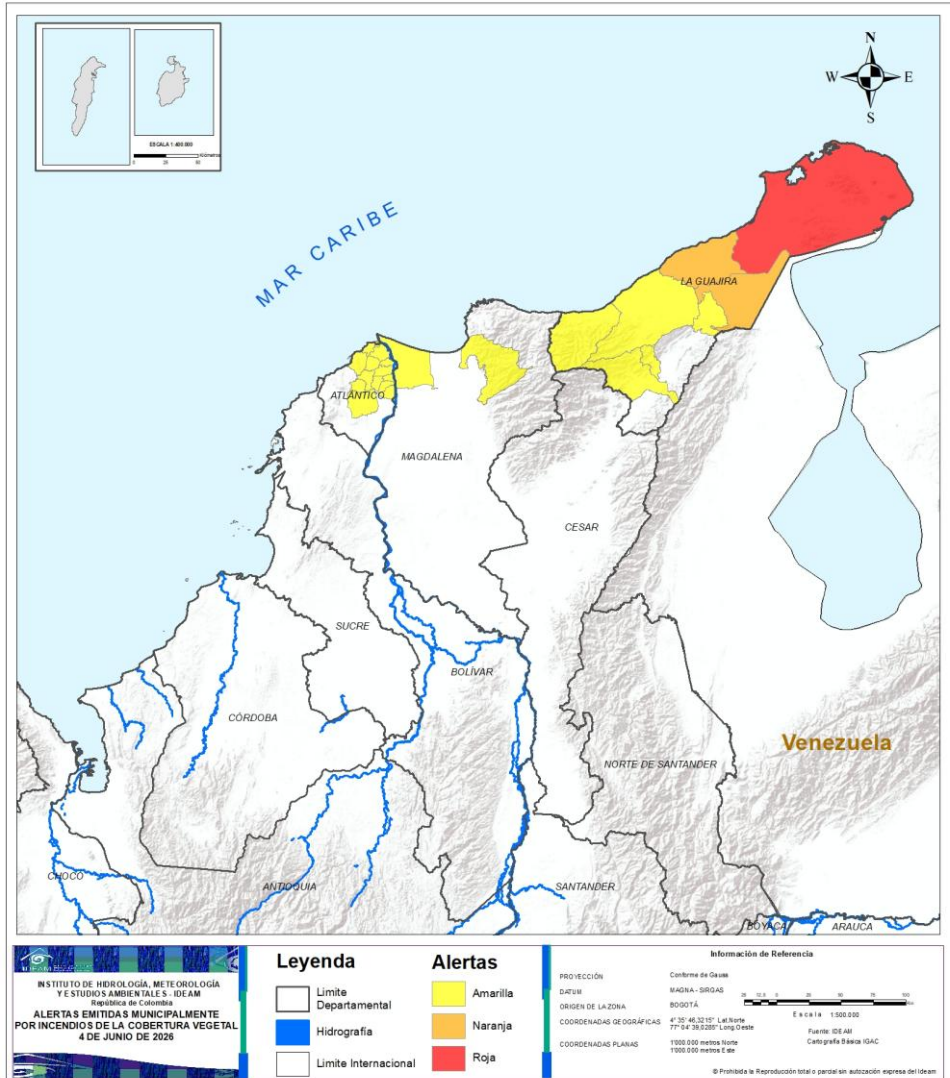 ESCALA 1:400.000
Kilómetros
N
W
E
S
MAR CARIBE
LA GUAJIRA
ATLÁNTICO
MAGDALENA
CESAR
SUCRE
BOLÍVAR
CÓRDOBA
Venezuela
NORTE DE SANTANDER
CHOCÓ
ANTIOQUIA
SANTANDER
BOYACÁ
ARAUCA
IDEAM
INSTITUTO DE HIDROLOGÍA, METEOROLOGÍA
Y ESTUDIOS AMBIENTALES - IDEAM
República de Colombia
ALERTAS EMITIDAS MUNICIPALMENTE
POR INCENDIOS DE LA COBERTURA VEGETAL
4 DE JUNIO DE 2026
Leyenda
Limite
Departamental
Hidrografía
Limite Internacional
Alertas
Amarilla
Naranja
Roja
Información de Referencia
PROYECCIÓN Conforme de Gauss
DATUM MAGNA - SIRGAS
ORIGEN DE LA ZONA BOGOTÁ
COORDENADAS GEOGRÁFICAS 4° 35' 46,3215" Lat.Norte
77° 04' 39,0285" Long.Oeste
COORDENADAS PLANAS 1'000.000 metros Norte
1'000.000 metros Este
Escala 1:500.000
Fuente: IDEAM
Cartografía Básica IGAC
© Prohibida la Reproducción total o parcial sin autozación expresa del Ideam